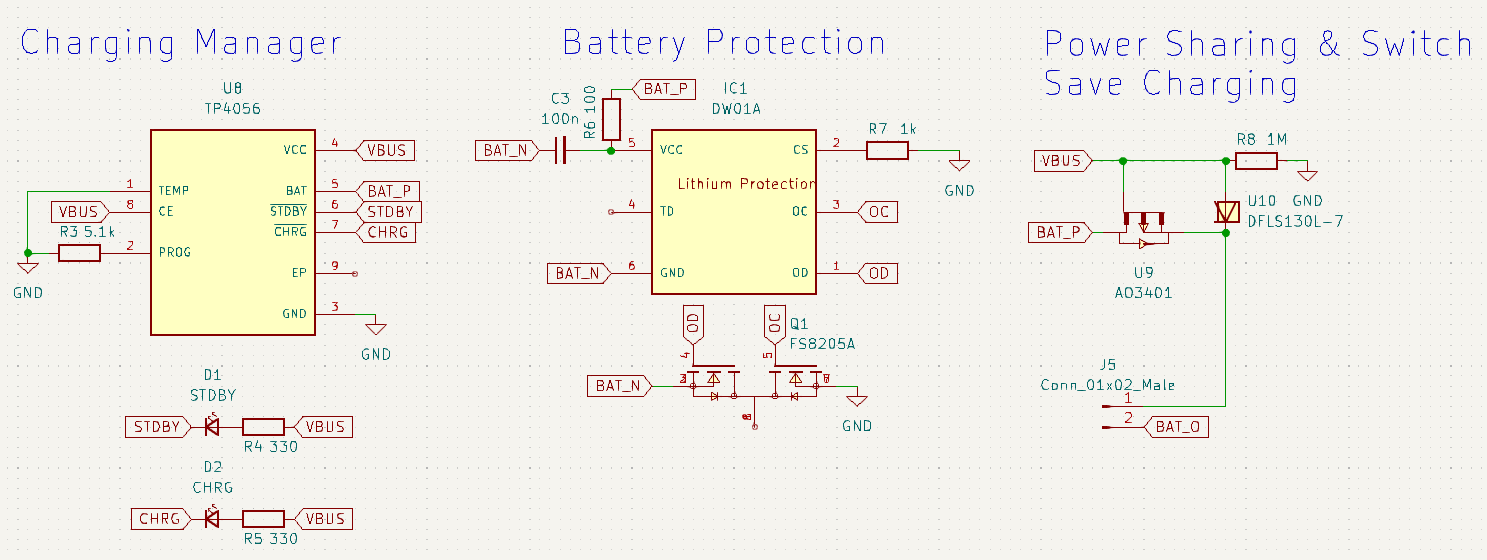 Charging Manager
U8
TP4056
VCC
4
VBUS
1
TEMP
BAT
5
BAT_P
VBUS
8
CE
STDBY
6
STDBY
R3 5.1k
CHRG
7
CHRG
2
PROG
EP
9
GND
GND
3
GND
D1
STDBY
STDBY
VBUS
R4 330
D2
CHRG
CHRG
VBUS
R5 330
Battery Protection
BAT_P
C3
100n
R6 100
IC1
DW01A
BAT_N
5
VCC
CS
2
R7 1k
GND
Lithium Protection
4
TD
OC
3
OC
BAT_N
6
GND
OD
1
OD
OD
OC
Q1
FS8205A
4
5
BAT_N
GND
Power Sharing & Switch
Save Charging
VBUS
R8 1M
GND
U10
DFLS130L-7
BAT_P
U9
AO3401
J5
Conn_01x02_Male
1
2
BAT_O